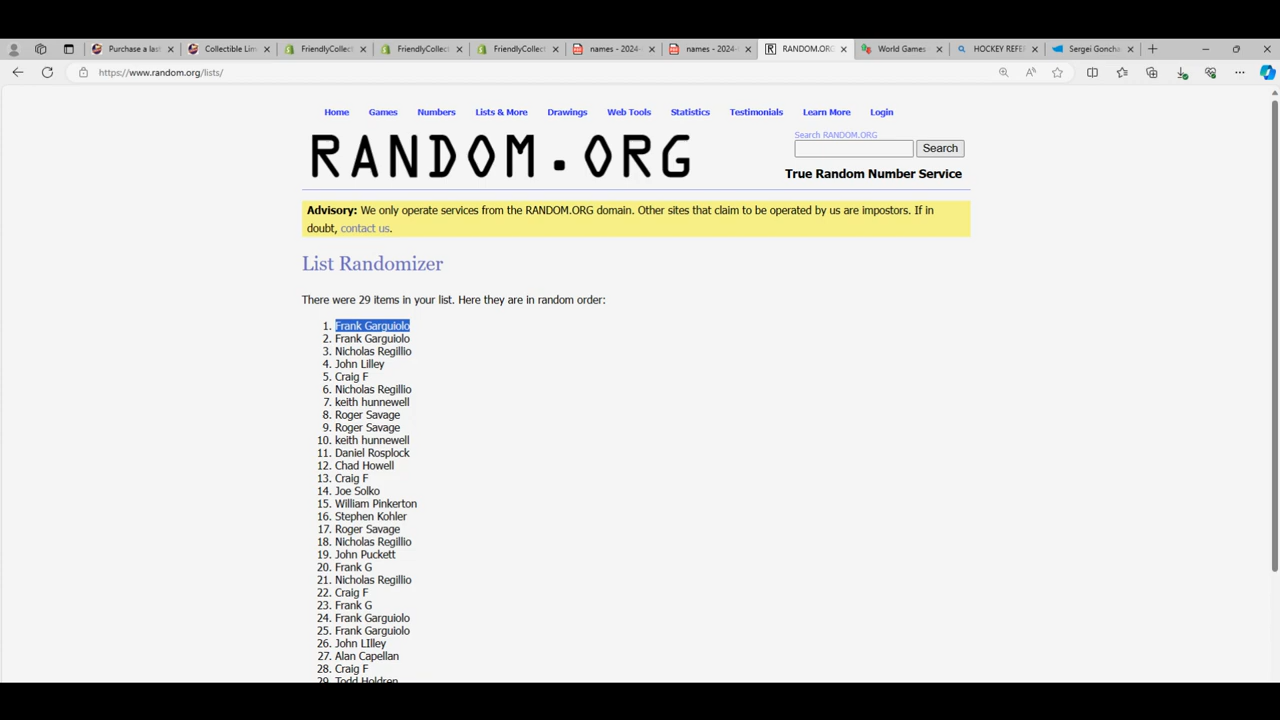 Purchase a las
Collectible Lim
FriendlyCollect
FriendlyCollect
FriendlyCollect
names - 2024-
names - 2024-
RANDOM.ORG
World Games
HOCKEY REFE
Sergei Goncha
https://www.random.org/lists/
Home Games Numbers Lists & More Drawings Web Tools Statistics Testimonials Learn More Login
RANDOM.ORG
Search RANDOM.ORG
Search
True Random Number Service
Advisory: We only operate services from the RANDOM.ORG domain. Other sites that claim to be operated by us are impostors. If in
doubt, contact us.
List Randomizer
There were 29 items in your list. Here they are in random order:
1. Frank Garguiolo
2. Frank Garguiolo
3. Nicholas Regillio
4. John Lilley
5. Craig F
6. Nicholas Regillio
7. keith hunnewell
8. Roger Savage
9. Roger Savage
10. keith hunnewell
11. Daniel Rosplock
12. Chad Howell
13. Craig F
14. Joe Solko
15. William Pinkerton
16. Stephen Kohler
17. Roger Savage
18. Nicholas Regillio
19. John Puckett
20. Frank G
21. Nicholas Regillio
22. Craig F
23. Frank G
24. Frank Garguiolo
25. Frank Garguiolo
26. John LIlley
27. Alan Capellan
28. Craig F
29. Todd Holdren